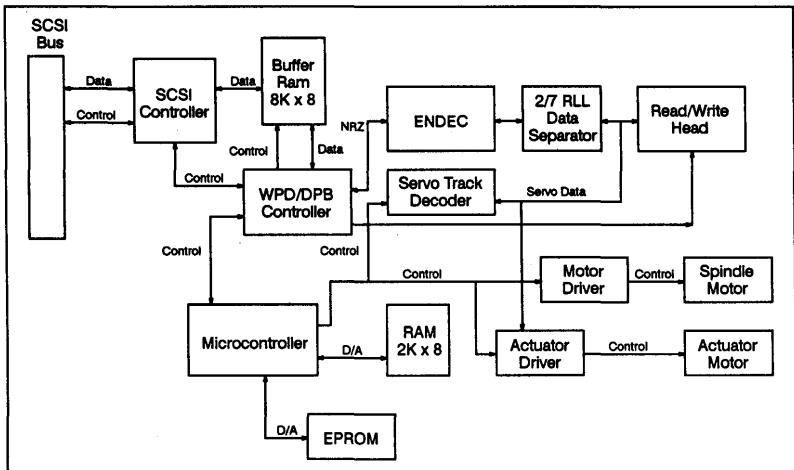 SCSI
Bus
Data
Control
SCSI
Controller
Data
Buffer
Ram
8K x 8
Control
Data
NRZ
ENDEC
2/7 RLL
Data
Separator
Read/Write
Head
Control
WPD/DPB
Controller
Servo Track
Decoder
Servo Data
Control
Control
Control
Motor
Driver
Control
Spindle
Motor
Microcontroller
D/A
RAM
2K x 8
Actuator
Driver
Control
Actuator
Motor
D/A
EPROM